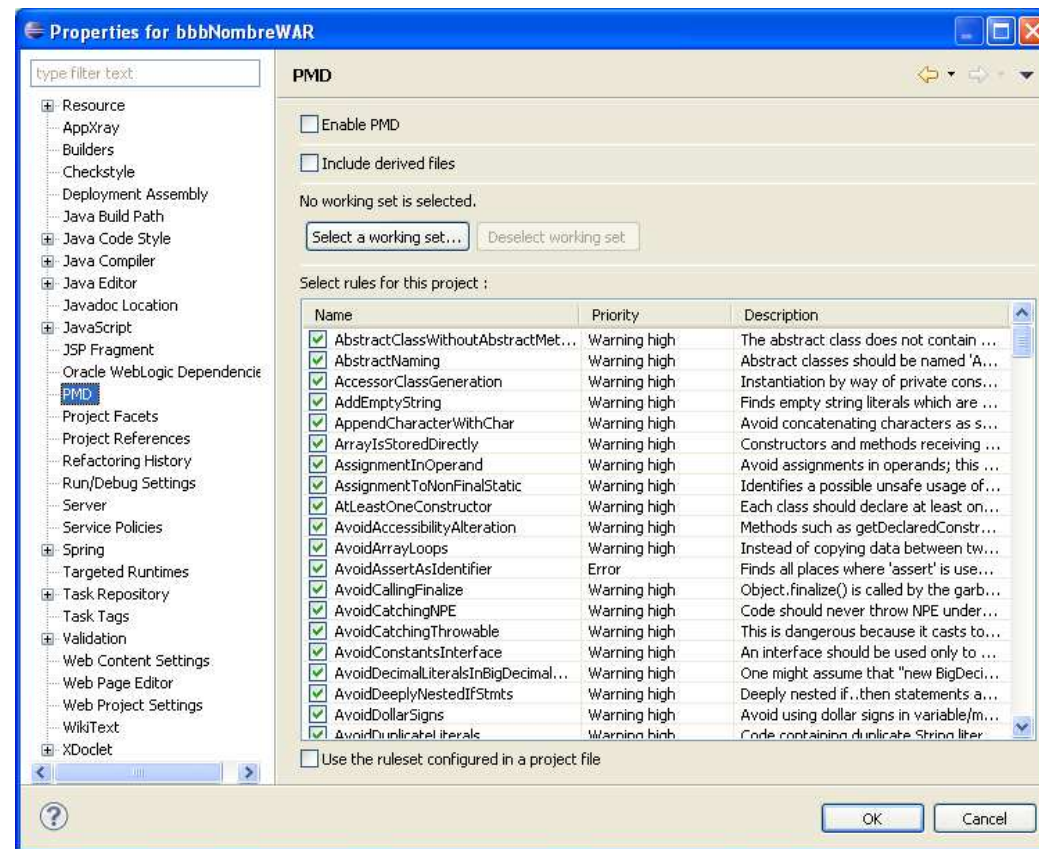 Properties for bbbNombreWAR
type filter text
Resource
AppXray
Builders
Checkstyle
Deployment Assembly
Java Build Path
Java Code Style
Java Compiler
Java Editor
Javadoc Location
JavaScript
JSP Fragment
Oracle WebLogic Dependencie
PMD
Project Facets
Project References
Refactoring History
Run/Debug Settings
Server
Service Policies
Spring
Targeted Runtimes
Task Repository
Task Tags
Validation
Web Content Settings
Web Page Editor
Web Project Settings
WikiText
XDoclet
PMD
Enable PMD
Include derived files
No working set is selected.
Select a working set... Deselect working set
Select rules for this project :
Name Priority Description
AbstractClassWithoutAbstractMet... Warning high The abstract class does not contain ...
AbstractNaming Warning high Abstract classes should be named 'A...
AccessorClassGeneration Warning high Instantiation by way of private cons...
AddEmptyString Warning high Finds empty string literals which are ...
AppendCharacterWithChar Warning high Avoid concatenating characters as s...
ArrayIsStoredDirectly Warning high Constructors and methods receiving ...
AssignmentInOperand Warning high Avoid assignments in operands; this ...
AssignmentToNonFinalStatic Warning high Identifies a possible unsafe usage of...
AtLeastOneConstructor Warning high Each class should declare at least on...
AvoidAccessibilityAlteration Warning high Methods such as getDeclaredConstr...
AvoidArrayLoops Warning high Instead of copying data between tw...
AvoidAssertAsIdentifier Error Finds all places where 'assert' is use...
AvoidCallingFinalize Warning high Object.finalize() is called by the garb...
AvoidCatchingNPE Warning high Code should never throw NPE under...
AvoidCatchingThrowable Warning high This is dangerous because it casts to...
AvoidConstantsInterface Warning high An interface should be used only to ...
AvoidDecimalLiteralsInBigDecimal... Warning high One might assume that "new BigDeci...
AvoidDeeplyNestedIfStmts Warning high Deeply nested if..then statements a...
AvoidDollarSigns Warning high Avoid using dollar signs in variable/m...
AvoidDuplicateLiterals Warning high Code containing duplicate String liter...
Use the ruleset configured in a project file
OK Cancel